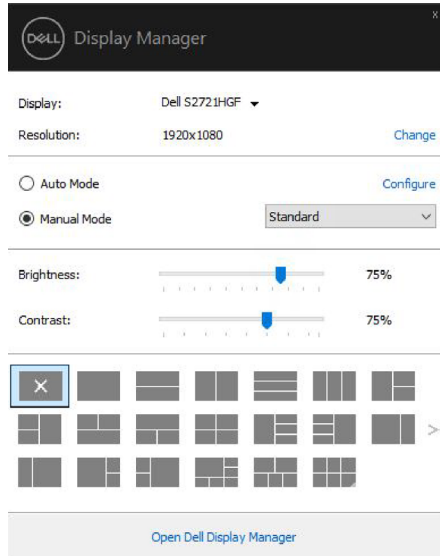 x
DELL Display Manager
Display: Dell S2721HGF
Resolution: 1920x1080 Change
Auto Mode Configure
Manual Mode Standard
Brightness: 75%
Contrast: 75%
>
Open Dell Display Manager